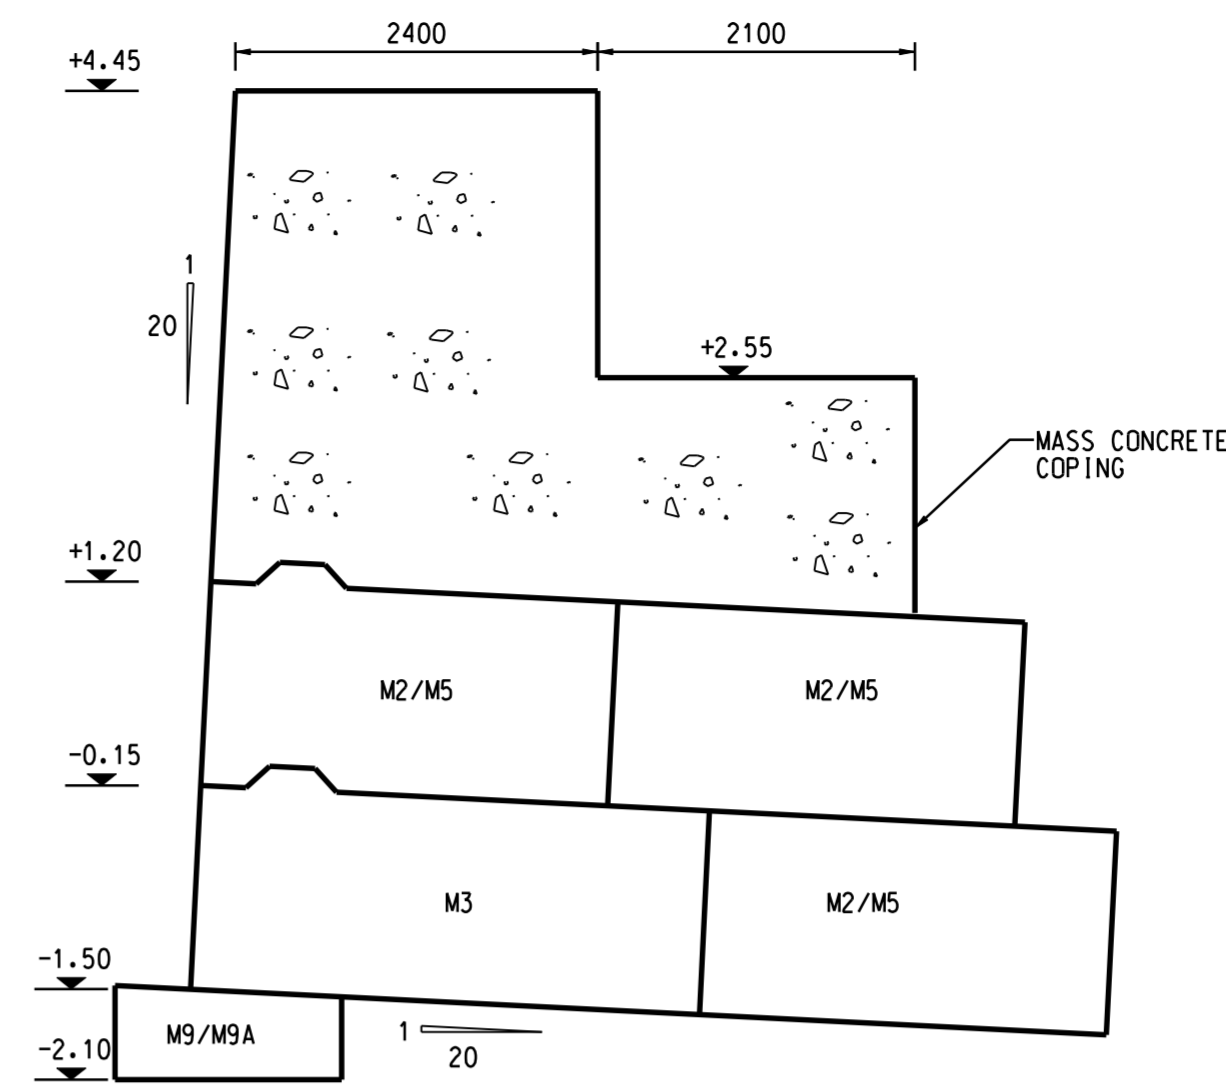 2400
2100
+4.45
1
20
+2.55
MASS CONCRETE
COPING
+1.20
M2/M5
M2/M5
-0.15
M3
M2/M5
-1.50
M9/M9A
1
20
-2.10